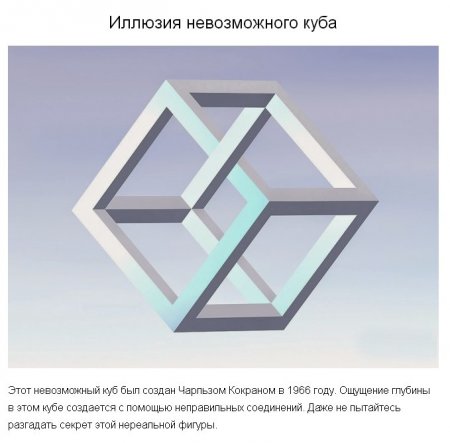 Иллюзия невозможного куба
Этот невозможный куб был создан Чарльзом Кокраном в 1966 году. Ощущение глубины
в этом кубе создается с помощью неправильных соединений. Даже не пытайтесь
разгадать секрет этой нереальной фигуры.